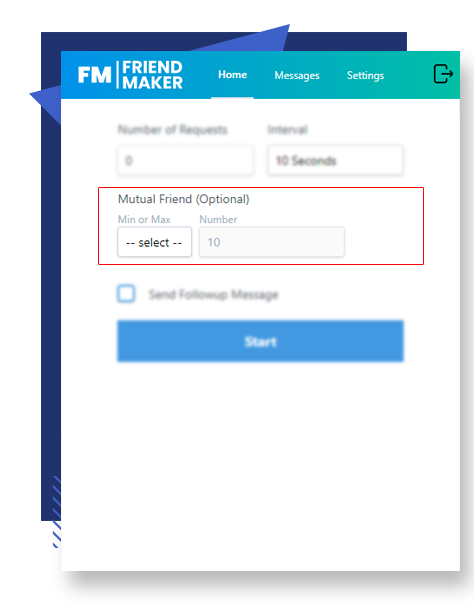 FM FRIEND MAKER
Home Messages Settings
Number of Requests Interval
0 10 Seconds
Mutual Friend (Optional)
Min or Max Number
-- select -- 10
Send Followup Message
Start